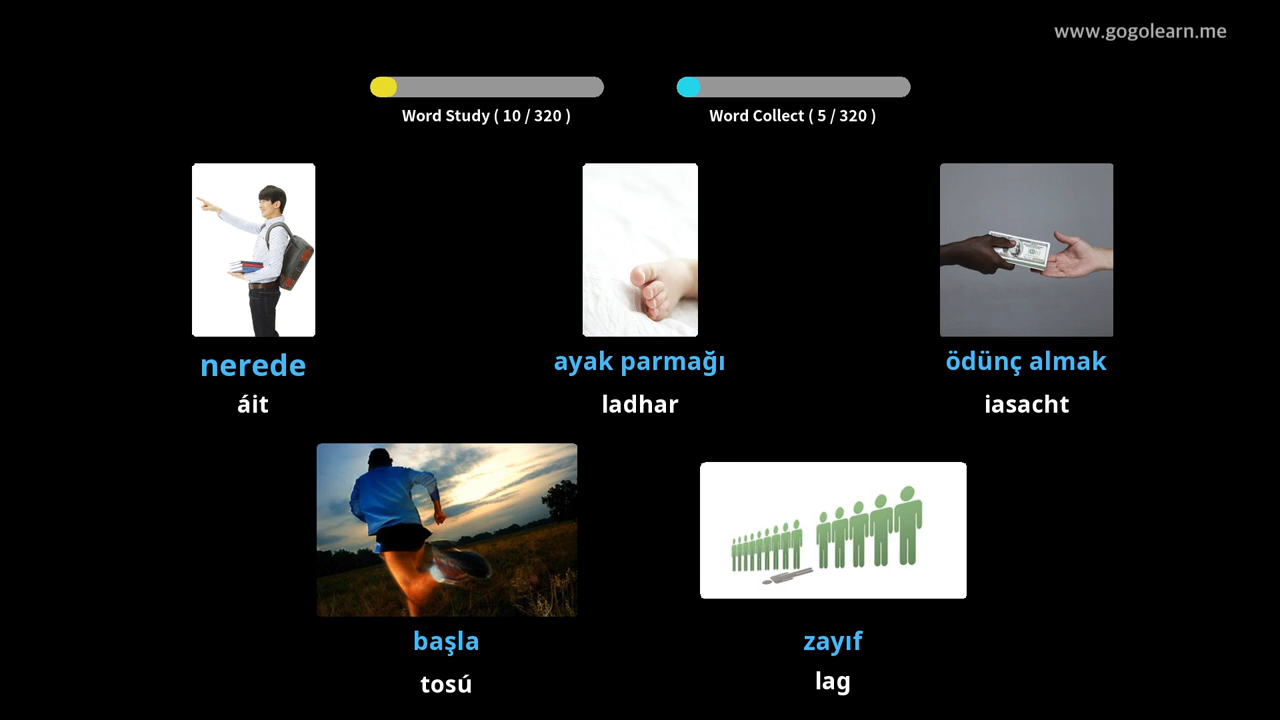 www.gogolearn.me
Word Study ( 10 / 320 )
Word Collect ( 5 / 320 )
nerede
áit
ayak parmağı
ladhar
ödünç almak
iasacht
başla
tosú
zayıf
lag